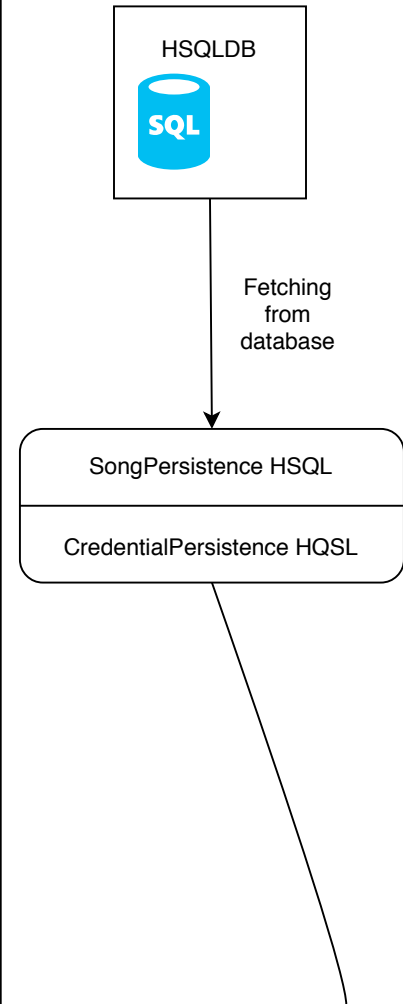 HSQLDB
SQL
Fetching
from
database
SongPersistence HSQL
CredentialPersistence HQSL